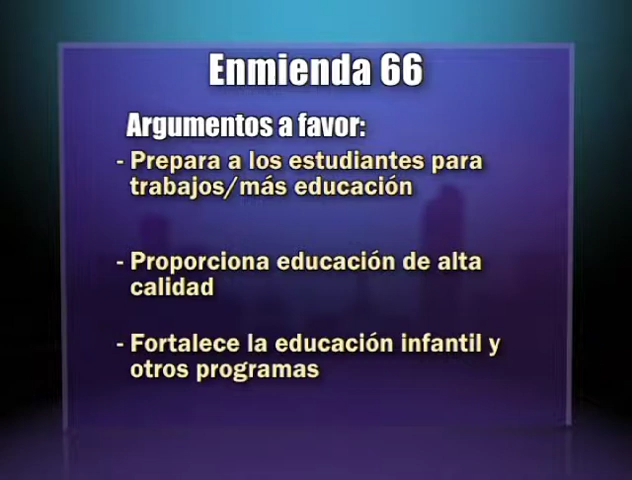 Enmienda 66
Argumentos a favor:
- Prepara a los estudiantes para
trabajos/más educación
- Proporciona educación de alta
calidad
- Fortalece la educación infantil y
otros programas